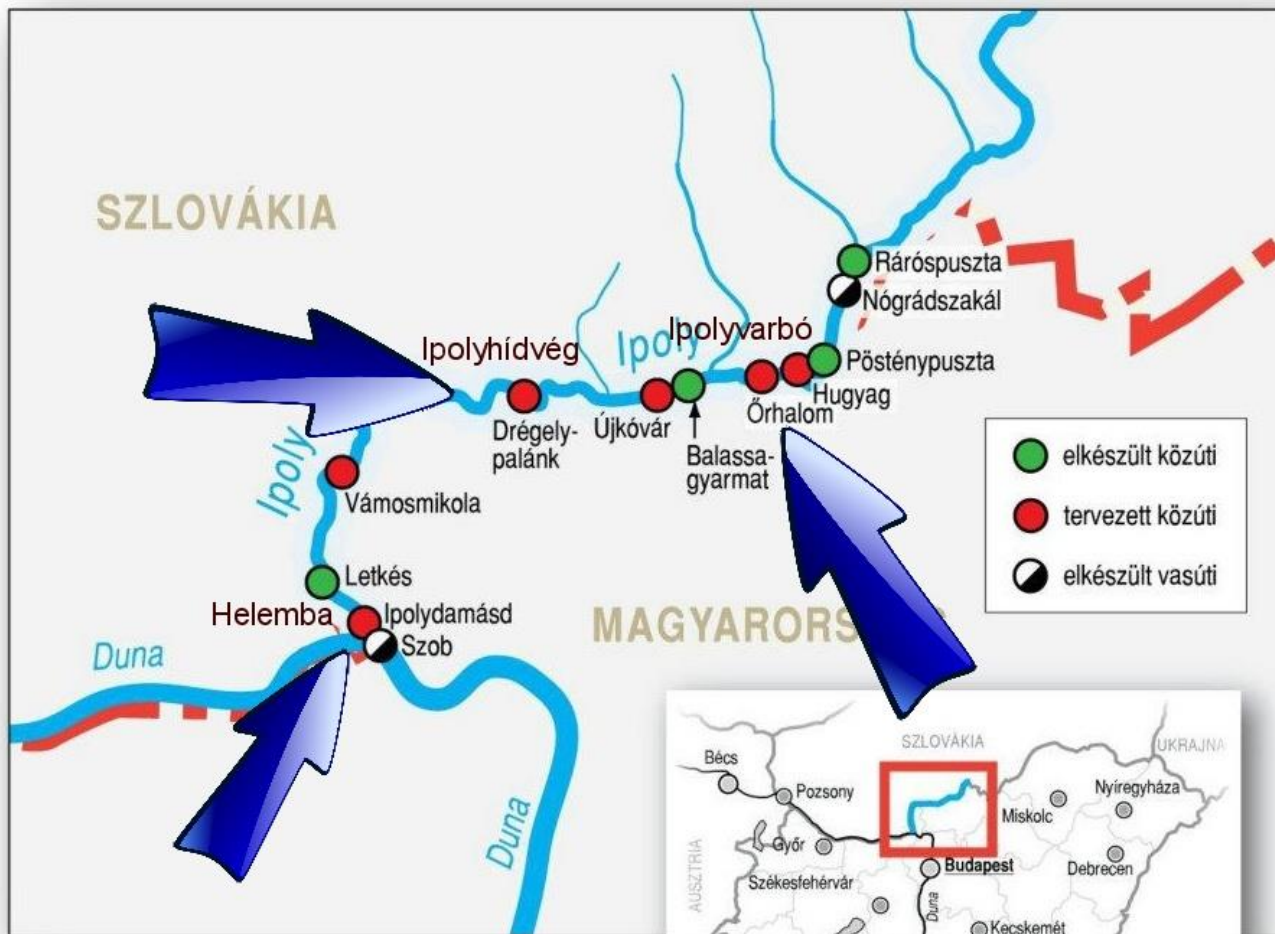 SZLOVÁKIA
Ráróspuszta
Nógrádszakál
Ipolyhídvég
Ipoly
Ipolyvarbó
Pösténypuszta
Hugyag
Őrhalom
Drégely-
palánk
Újkóvár
Balassa-
gyarmat
Ipoly
Vámosmikola
Letkés
Helemba
Ipolydamásd
Szob
Duna
MAGYARORS
Duna
elkészült közúti
tervezett közúti
elkészült vasúti
SZLOVÁKIA
UKRAJNA
Bécs
Pozsony
Nyíregyháza
Miskolc
Győr
Budapest
Debrecen
AUSZTRIA
Székesfehérvár
Duna
Kecskemét